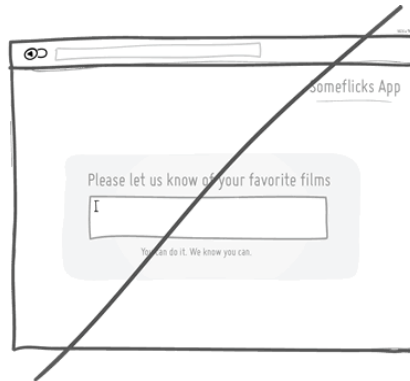 Someflicks App
Please let us know of your favorite films
You can do it. We know you can.